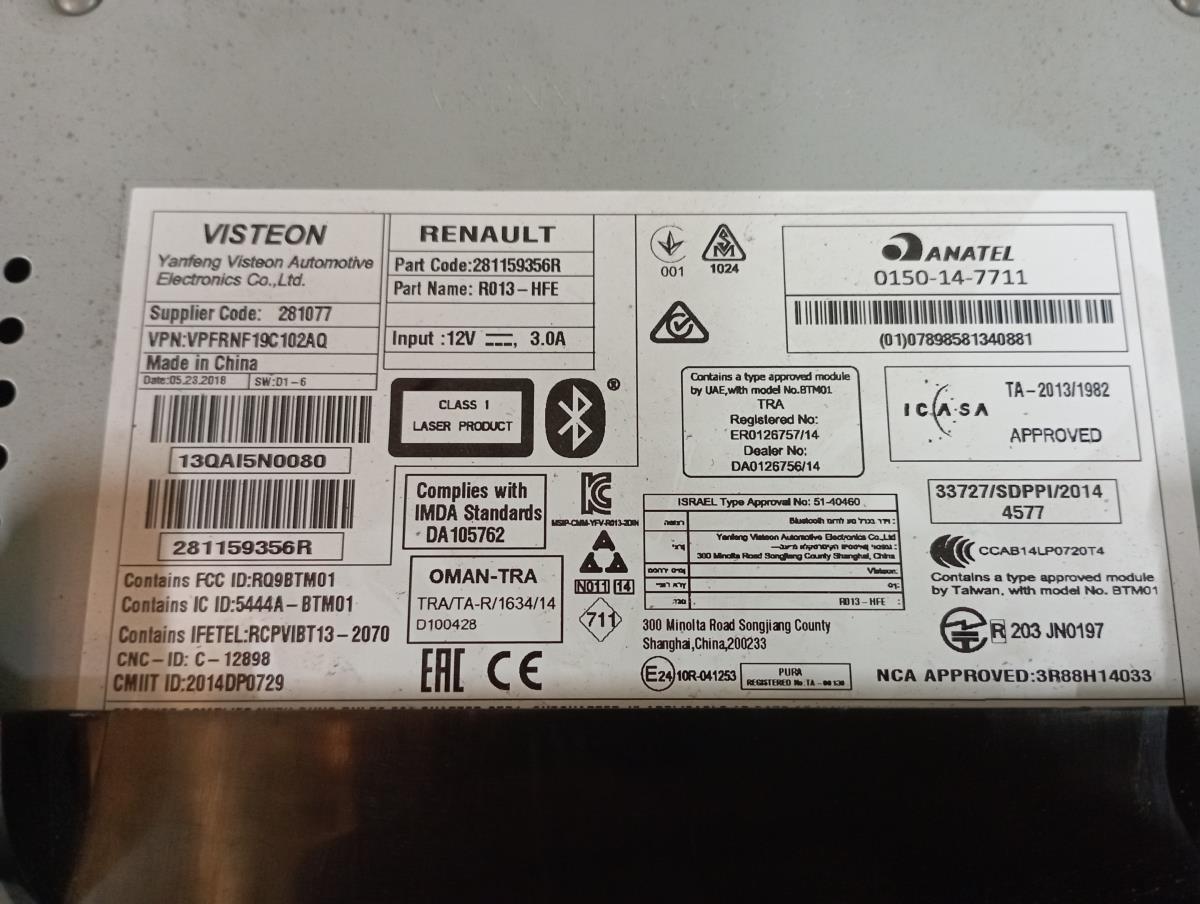 VISTEON
Yanfeng Visteon Automotive
Electronics Co.,Ltd.
Supplier Code: 281077
VPN:VPFRNF19C102AQ
Made in China
Date:05.23.2018 SW:D1-6
13QAI5N0080
281159356R
RENAULT
Part Code:281159356R
Part Name: R013-HFE
Input :12V , 3.0A
CLASS 1
LASER PRODUCT
®
001
1024
ANATEL
0150-14-7711
(01)07898581340881
Contains a type approved module
by UAE,with model No.BTM01
TRA
Registered No:
ER0126757/14
Dealer No:
DA0126756/14
ICASA
TA-2013/1982
APPROVED
Complies with
IMDA Standards
DA105762
MSIP-CMM-YFV-R013-2DIN
N011 14
711
OMAN-TRA
TRA/TA-R/1634/14
D100428
ISRAEL Type Approval No: 51-40460
Bluetooth
Yanfeng Visteon Automotive Electronics Co.,Ltd
300 Minolta Road Songjiang County Shanghai, China
Visteon
R013-HFE
33727/SDPPI/2014
4577
CCAB14LP0720T4
Contains a type approved module
by Taiwan, with model No. BTM01
R 203 JN0197
300 Minolta Road Songjiang County
Shanghai,China,200233
Contains FCC ID:RQ9BTM01
Contains IC ID:5444A-BTM01
Contains IFETEL:RCPVIBT13-2070
CNC-ID: C-12898
CMIIT ID:2014DP0729
EAC CE
E24 10R-041253
PURA
NCA APPROVED:3R88H14033